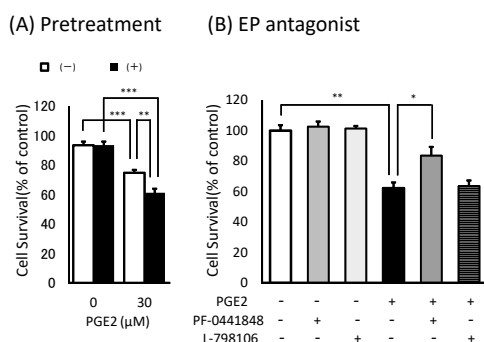 (A) Pretreatment
(B) EP antagonist
(-) (+)
***
*** **
Cell Survival(% of control)
120
100
80
60
40
20
0
0 30
PGE2 (μM)
** *
Cell Survival(% of control)
120
100
80
60
40
20
0
PGE2 - - - + + +
PF-0441848 - + - - + -
L-798106 - - + - - +